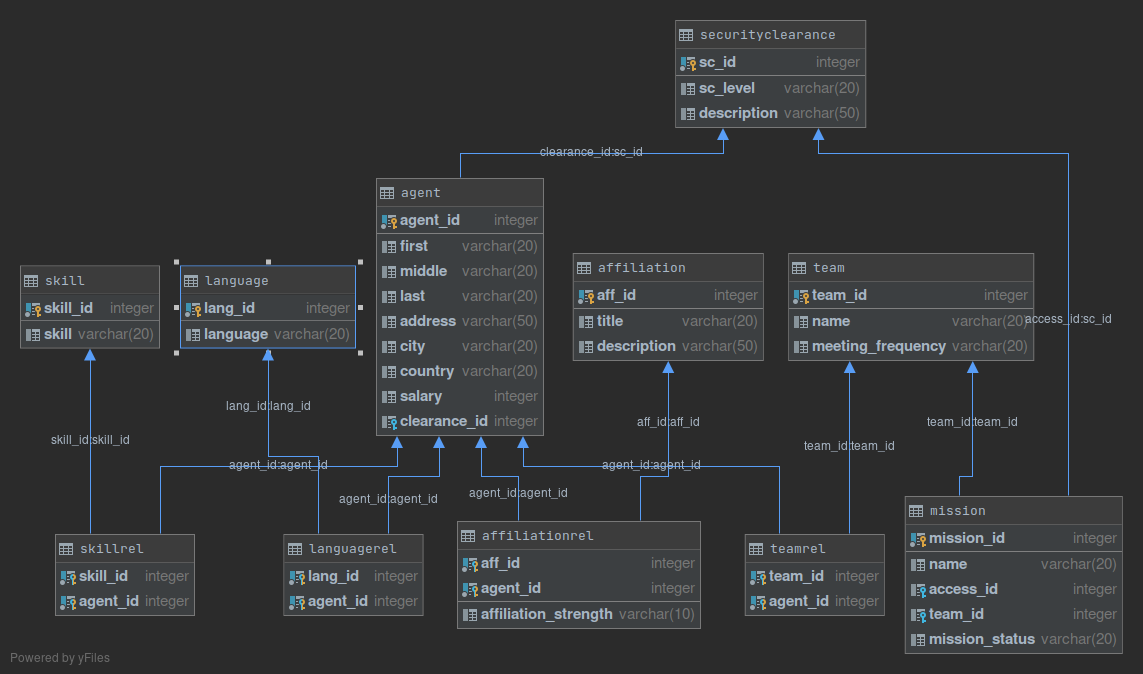 securityclearance
sc_id integer
sc_level varchar(20)
description varchar(50)
clearance_id:sc_id
agent
agent_id integer
first varchar(20)
middle varchar(20)
last varchar(20)
address varchar(50)
city varchar(20)
country varchar(20)
salary integer
clearance_id integer
skill
skill_id integer
skill varchar(20)
language
lang_id integer
language varchar(20)
affiliation
aff_id integer
title varchar(20)
description varchar(50)
team
team_id integer
name varchar(20)
meeting_frequency varchar(20)
access_id:sc_id
lang_id:lang_id
skill_id:skill_id
aff_id:aff_id
team_id:team_id
team_id:team_id
agent_id:agent_id
agent_id:agent_id
agent_id:agent_id
agent_id:agent_id
skillrel
skill_id integer
agent_id integer
languagerel
lang_id integer
agent_id integer
affiliationrel
aff_id integer
agent_id integer
affiliation_strength varchar(10)
teamrel
team_id integer
agent_id integer
mission
mission_id integer
name varchar(20)
access_id integer
team_id integer
mission_status varchar(20)
Powered by yFiles